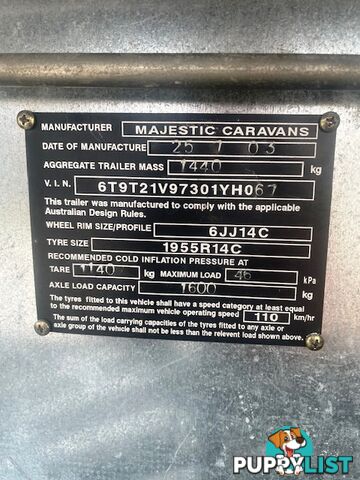 MANUFACTURER MAJESTIC CARAVANS
DATE OF MANUFACTURE 25 1 03
AGGREGATE TRAILER MASS 1440 kg
V. I. N. 6T9T21V97301YH067
This trailer was manufactured to comply with the applicable
Australian Design Rules.
WHEEL RIM SIZE/PROFILE 6JJ14C
TYRE SIZE 1955R14C
RECOMMENDED COLD INFLATION PRESSURE AT
TARE 1140 kg MAXIMUM LOAD 46 kPa
AXLE LOAD CAPACITY 1600 kg
The tyres fitted to this vehicle shall have a speed category at least equal
to the recommended maximum vehicle operating speed 110 km/hr
The sum of the load carrying capacities of the tyres fitted to any axle or
axle group of the vehicle shall not be less than the relevent load shown above.
PUPPYLIST